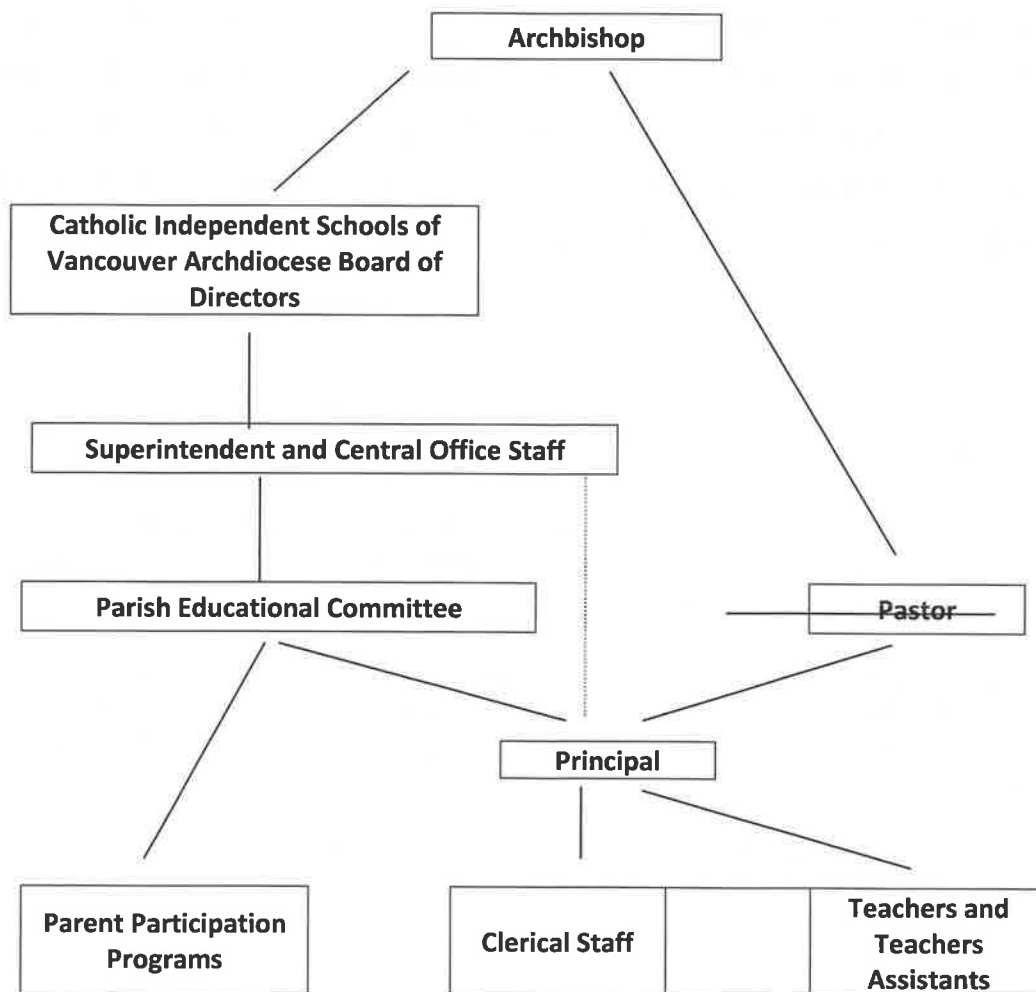 Archbishop
Catholic Independent Schools of
Vancouver Archdiocese Board of
Directors
Superintendent and Central Office Staff
Parish Educational Committee
Pastor
Principal
Parent Participation
Programs
Clerical Staff
Teachers and
Teachers
Assistants